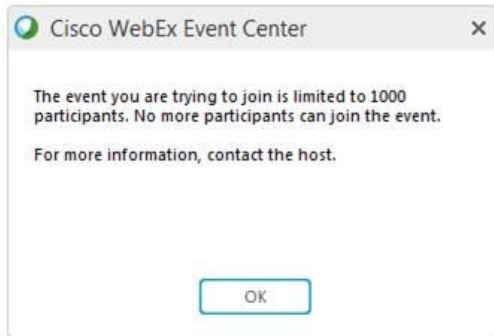 Cisco WebEx Event Center
The event you are trying to join is limited to 1000
participants. No more participants can join the event.
For more information, contact the host.
OK